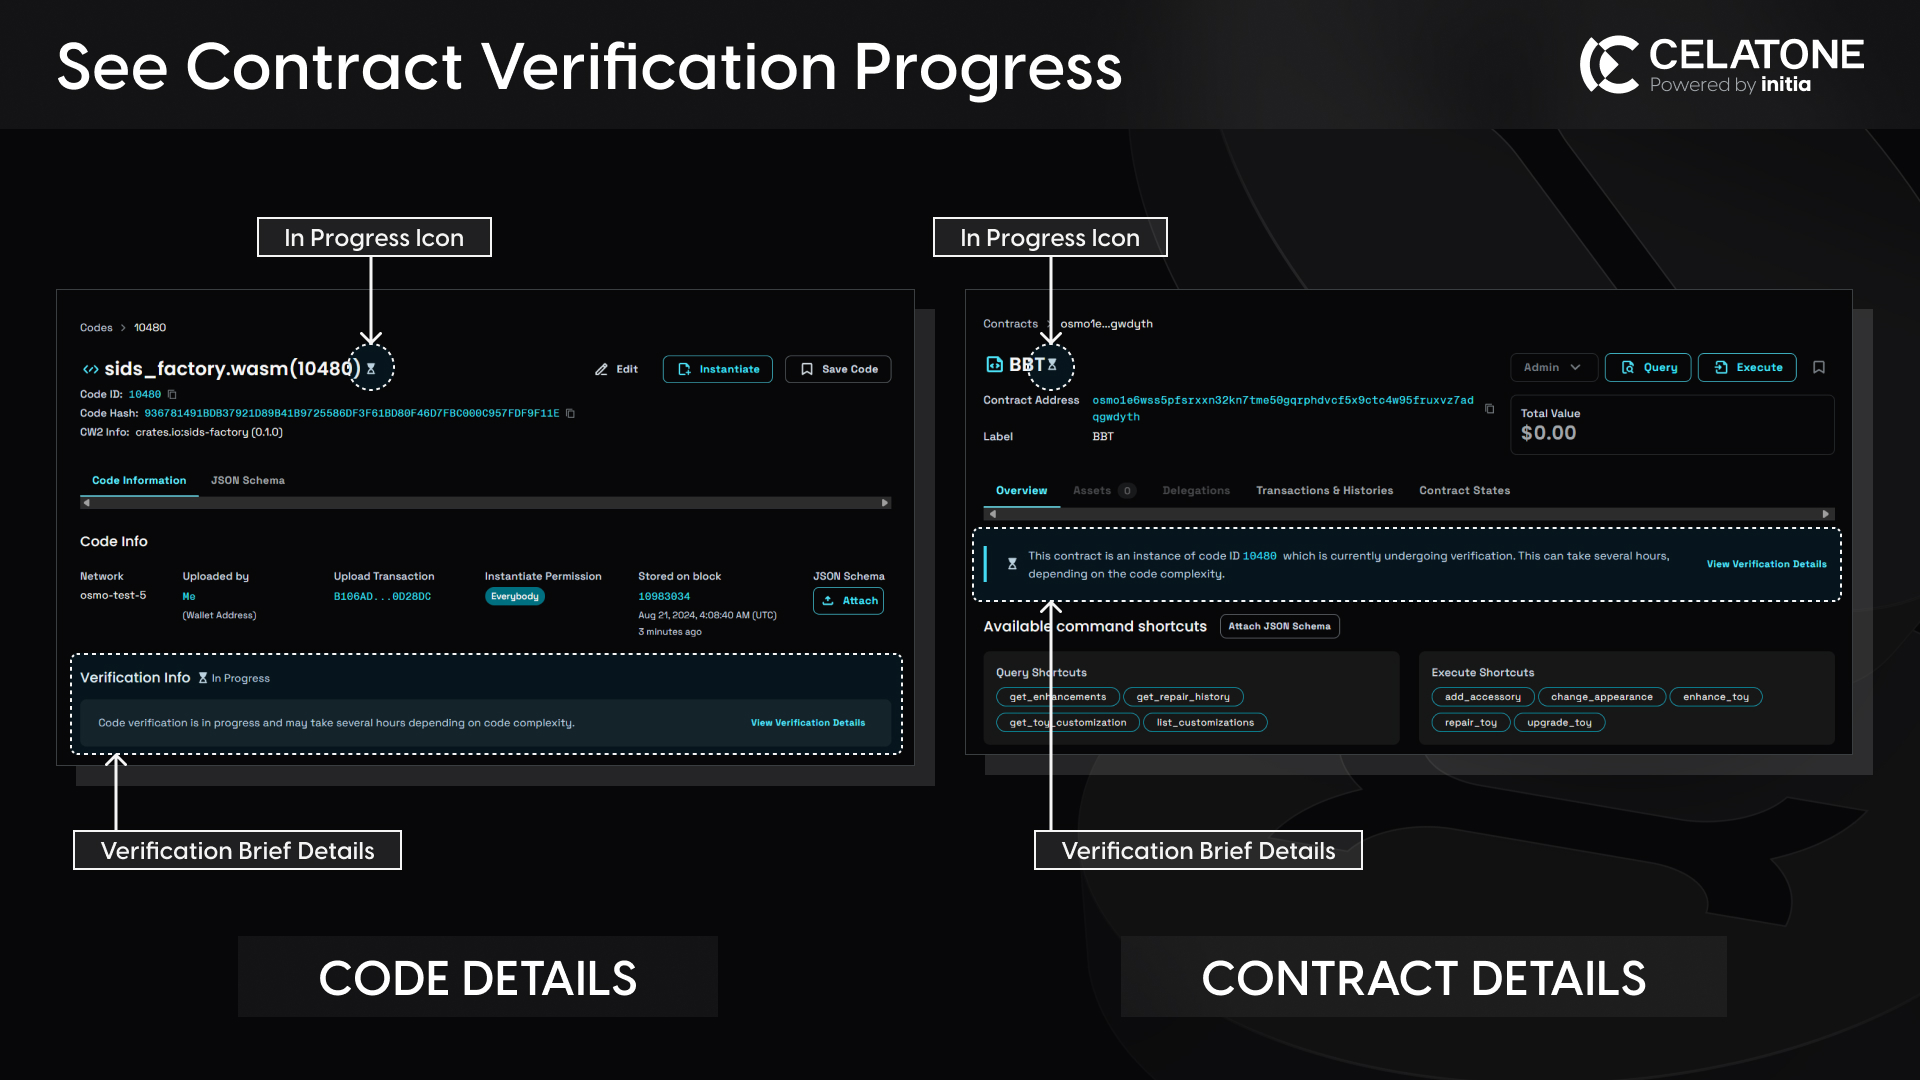 See Contract Verification Progress
CELATONE
Powered by initia
In Progress Icon
Codes > 10480
sids_factory.wasm(10480)
Edit
Instantiate
Save Code
Code ID: 10480
Code Hash: 936781491BDB37921D89B41B9725586DF3F61BD80F46D7FBC000C957FDF9F11E
CW2 Info: crates.io:sids-factory (0.1.0)
Code Information
JSON Schema
Code Info
Network
osmo-test-5
Uploaded by
Me
(Wallet Address)
Upload Transaction
B106AD...0D28DC
Instantiate Permission
Everybody
Stored on block
10983034
Aug 21, 2024, 4:08:40 AM (UTC)
3 minutes ago
JSON Schema
Attach
Verification Info In Progress
Code verification is in progress and may take several hours depending on code complexity.
View Verification Details
Verification Brief Details
CODE DETAILS
In Progress Icon
Contracts > osmo1e...gwdyth
BBT
Admin
Query
Execute
Contract Address
osmo1e6wss5pfsrxxn32kn7tme50gqrphdvcf5x9ctc4w95fruxvz7ad
qgwdyth
Label
BBT
Total Value
$0.00
Overview
Assets 0
Delegations
Transactions & Histories
Contract States
This contract is an instance of code ID 10480 which is currently undergoing verification. This can take several hours,
depending on the code complexity.
View Verification Details
Available command shortcuts
Attach JSON Schema
Query Shortcuts
get_enhancements
get_repair_history
get_toy_customization
list_customizations
Execute Shortcuts
add_accessory
change_appearance
enhance_toy
repair_toy
upgrade_toy
Verification Brief Details
CONTRACT DETAILS